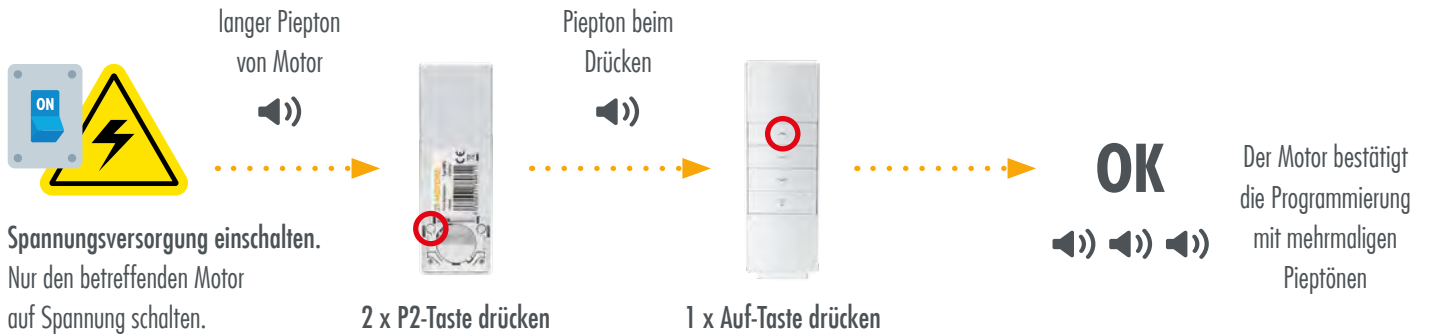 langer Piepton
von Motor
Piepton beim
Drücken
ON
OK
Der Motor bestätigt
die Programmierung
mit mehrmaligen
Pieptönen
Spannungsversorgung einschalten.
Nur den betreffenden Motor
auf Spannung schalten.
2 x P2-Taste drücken
1 x Auf-Taste drücken